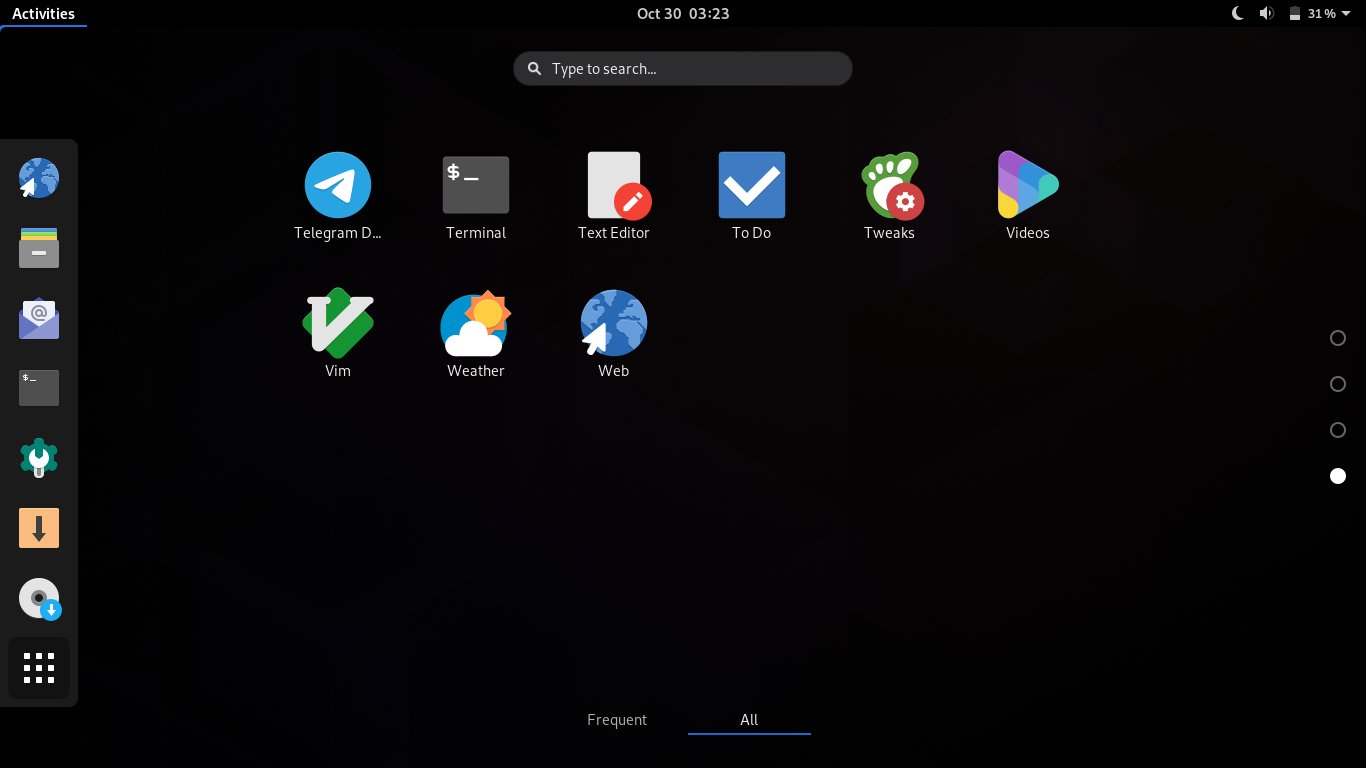 Activities
Oct 30 03:23
31 %
Type to search...
Telegram D...
Terminal
Text Editor
To Do
Tweaks
Videos
Vim
Weather
Web
Frequent
All